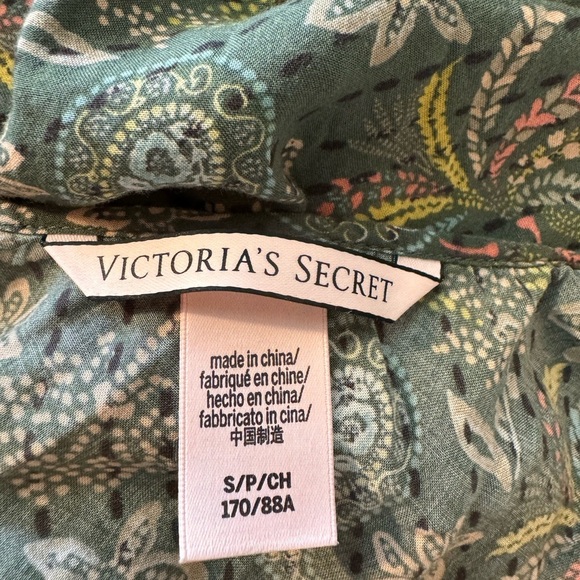 VICTORIA'S SECRET
made in china/
fabriqué en chine/
hecho en china/
fabbricato in cina/
中国制造
S/P/CH
170/88A